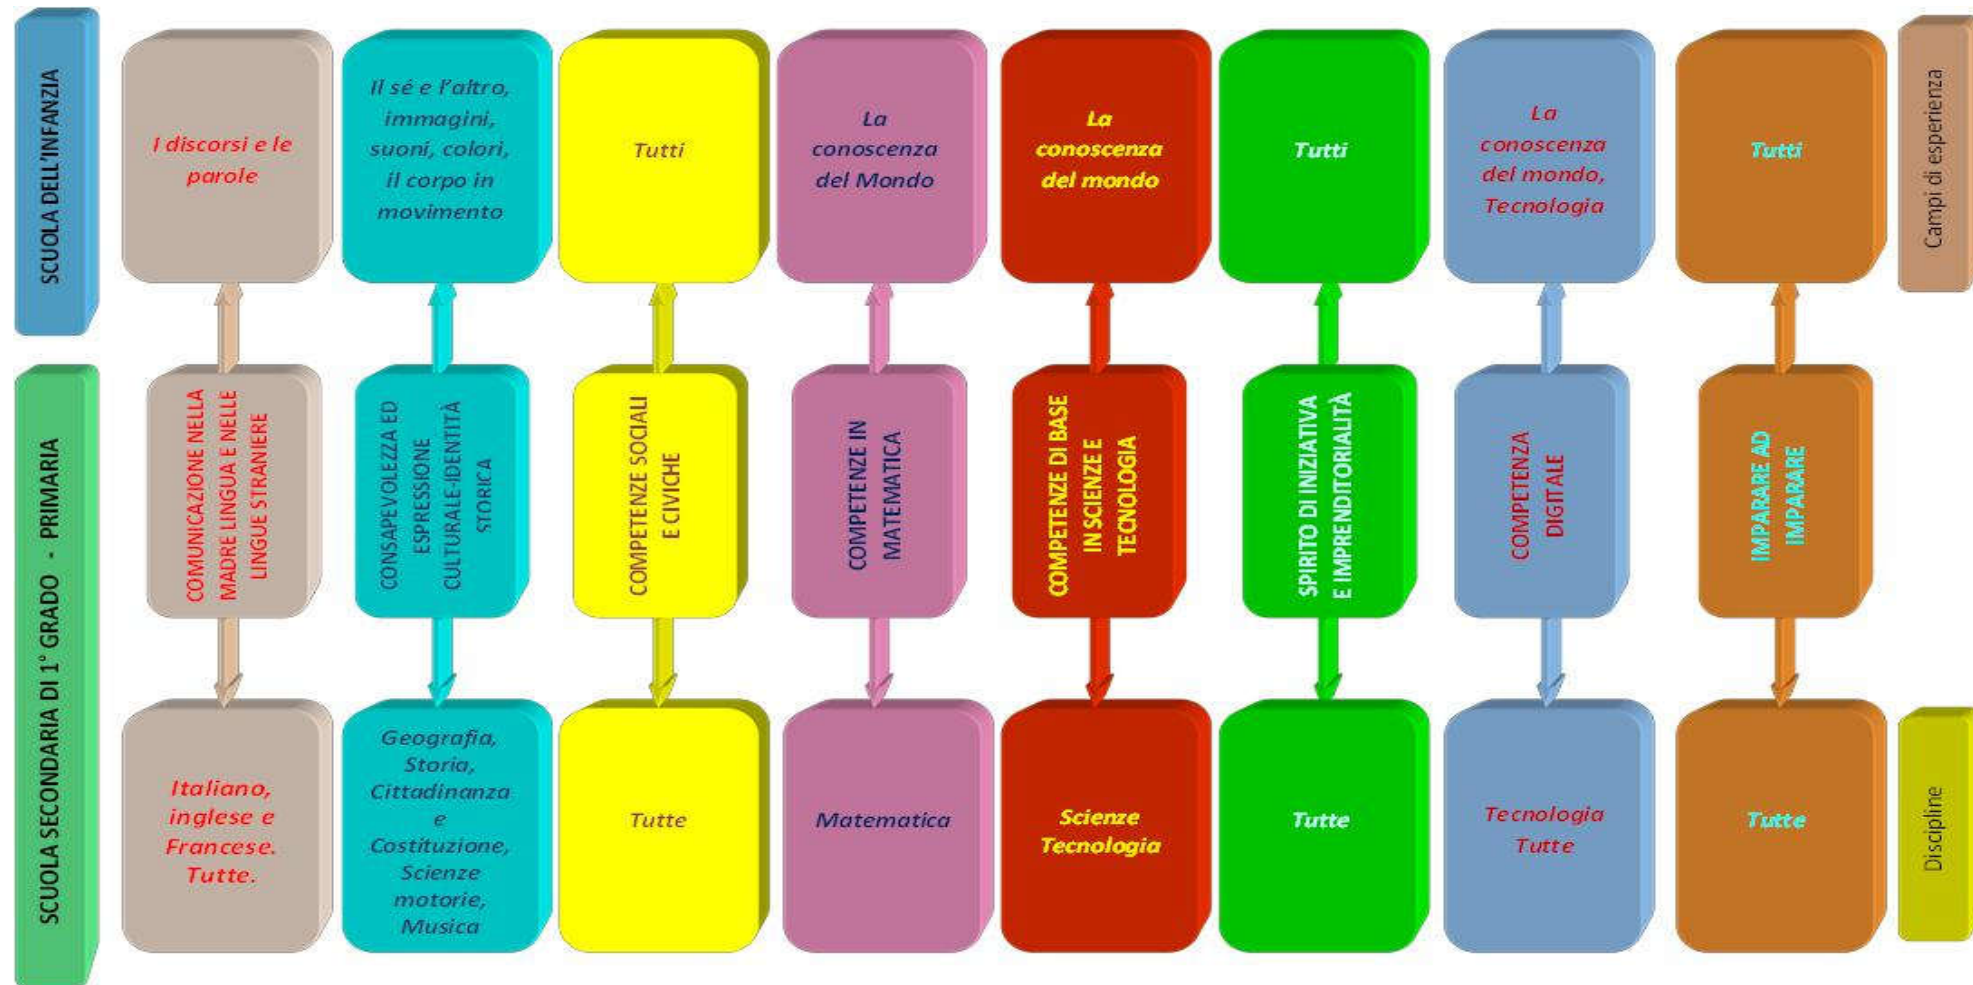 SCUOLA DELL'INFANZIA
I discorsi e le
parole
Il sé e l'altro,
immagini,
suoni, colori,
il corpo in
movimento
Tutti
La
conoscenza
del Mondo
La
conoscenza
del mondo
Tutti
La
conoscenza
del mondo,
Tecnologia
Tutti
Campi di esperienza
SCUOLA SECONDARIA DI 1° GRADO - PRIMARIA
COMUNICAZIONE NELLA
MADRE LINGUA E NELLE
LINGUE STRANIERE
CONSAPEVOLEZZA ED
ESPRESSIONE
CULTURALE-IDENTITÀ
STORICA
COMPETENZE SOCIALI
E CIVICHE
COMPETENZE IN
MATEMATICA
COMPETENZE DI BASE
IN SCIENZE E
TECNOLOGIA
SPIRITO DI INIZIATIVA
E IMPRENDITORIALITÀ
COMPETENZA
DIGITALE
IMPARARE AD
IMPARARE
Italiano,
inglese e
Francese.
Tutte.
Geografia,
Storia,
Cittadinanza
e
Costituzione,
Scienze
motorie,
Musica
Tutte
Matematica
Scienze
Tecnologia
Tutte
Tecnologia
Tutte
Tutte
Discipline